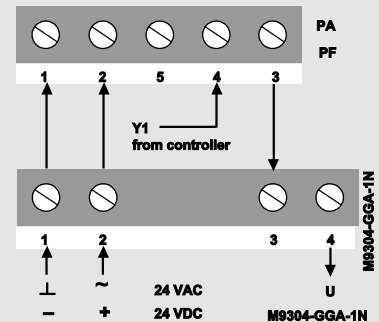 PA
PF
1 2 5 4 3
Y1
from controller
M9304-GGA-1N
1 2 3 4
⊥ ~ 24 VAC U
− + 24 VDC M9304-GGA-1N